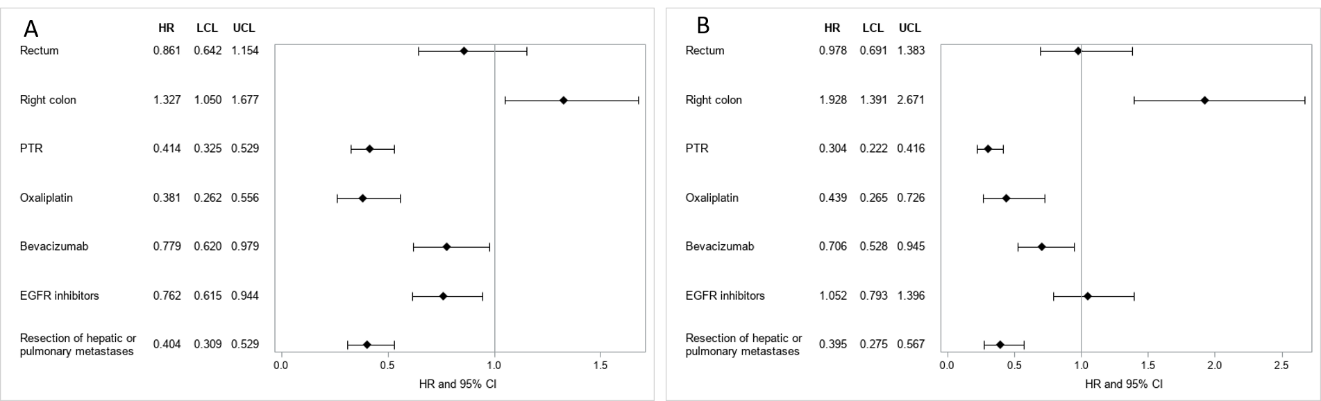 A
HR LCL UCL
Rectum 0.861 0.642 1.154
Right colon 1.327 1.050 1.677
PTR 0.414 0.325 0.529
Oxaliplatin 0.381 0.262 0.556
Bevacizumab 0.779 0.620 0.979
EGFR inhibitors 0.762 0.615 0.944
Resection of hepatic or
pulmonary metastases 0.404 0.309 0.529
0.0 0.5 1.0 1.5
HR and 95% CI
B
HR LCL UCL
Rectum 0.978 0.691 1.383
Right colon 1.928 1.391 2.671
PTR 0.304 0.222 0.416
Oxaliplatin 0.439 0.265 0.726
Bevacizumab 0.706 0.528 0.945
EGFR inhibitors 1.052 0.793 1.396
Resection of hepatic or
pulmonary metastases 0.395 0.275 0.567
0.0 0.5 1.0 1.5 2.0 2.5
HR and 95% CI